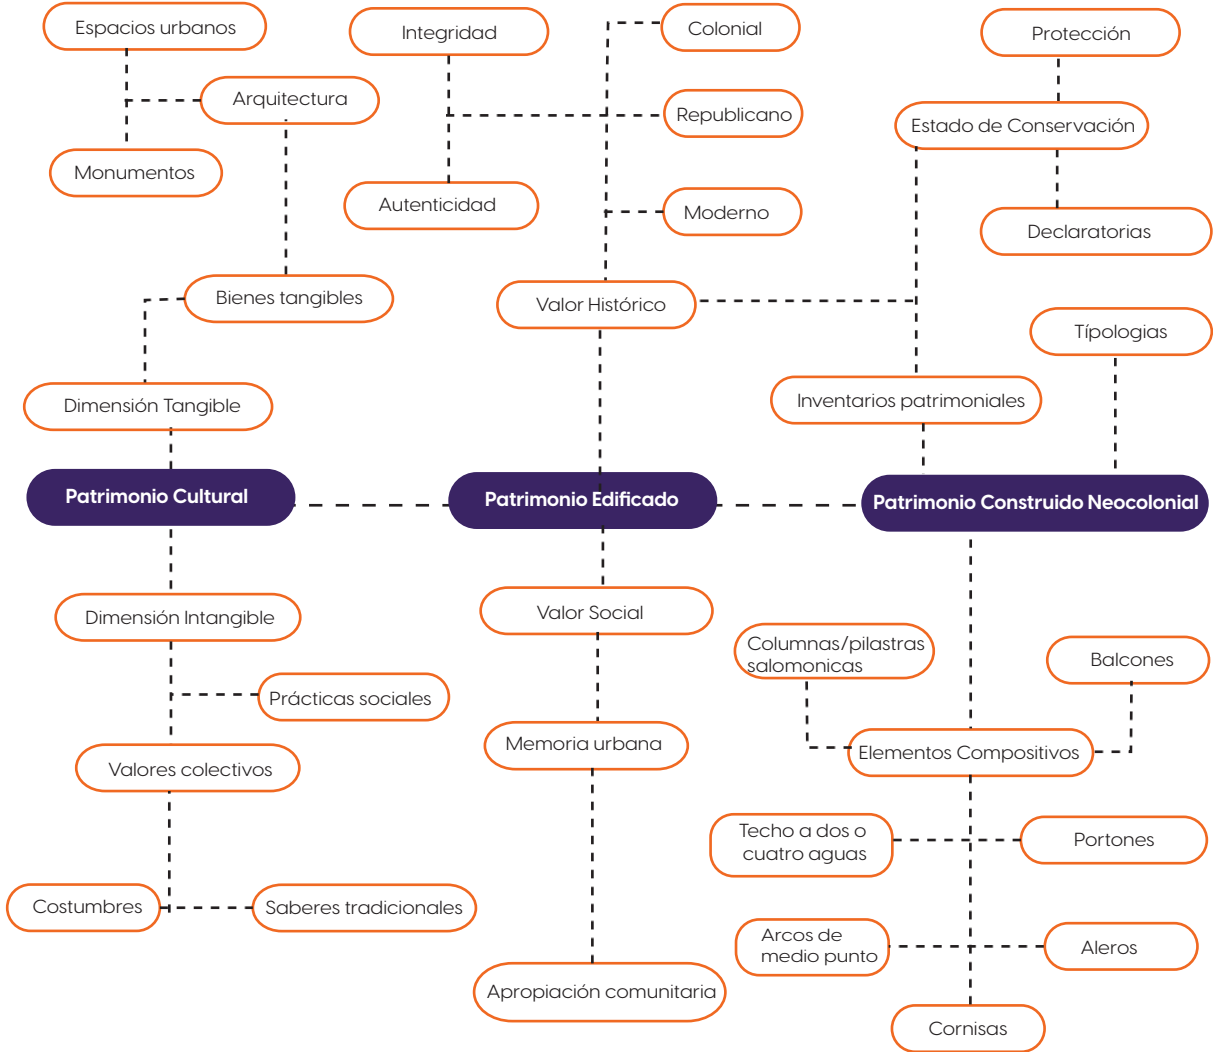 Espacios urbanos
Integridad
Colonial
Protección
Arquitectura
Republicano
Estado de Conservación
Monumentos
Autenticidad
Moderno
Declaratorias
Bienes tangibles
Valor Histórico
Típologias
Dimensión Tangible
Inventarios patrimoniales
Patrimonio Cultural
Patrimonio Edificado
Patrimonio Construido Neocolonial
Dimensión Intangible
Valor Social
Columnas/pilastras
salomonicas
Balcones
Prácticas sociales
Memoria urbana
Elementos Compositivos
Valores colectivos
Techo a dos o
cuatro aguas
Portones
Costumbres
Saberes tradicionales
Arcos de
medio punto
Aleros
Apropiación comunitaria
Cornisas